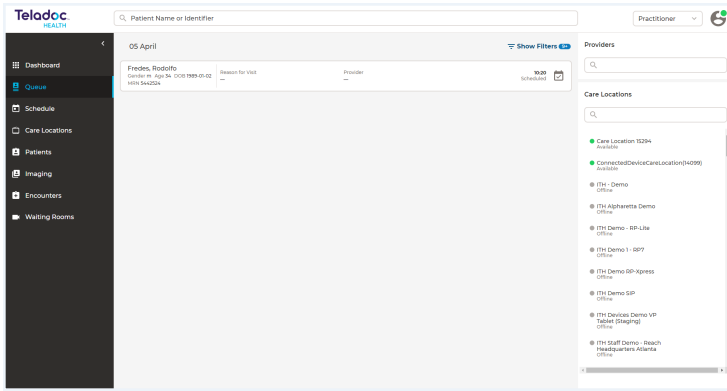 Teladoc
HEALTH
Patient Name or Identifier
Practitioner
Dashboard
Queue
Schedule
Care Locations
Patients
Imaging
Encounters
Waiting Rooms
05 April
Show Filters 9+
Fredes, Rodolfo
Gender M Age 34 DOB 1989-01-02
MRN 5442524
Reason for Visit
—
Provider
—
10:20
Scheduled
Providers
Care Locations
Care Location 15294
Available
ConnectedDeviceCareLocation(14099)
Available
ITH - Demo
Offline
ITH Alpharetta Demo
Offline
ITH Demo - RP-Lite
Offline
ITH Demo 1 - RP7
Offline
ITH Demo RP-Xpress
Offline
ITH Demo SIP
Offline
ITH Devices Demo VP
Tablet (Staging)
Offline
ITH Staff Demo - Reach
Headquarters Atlanta
Offline